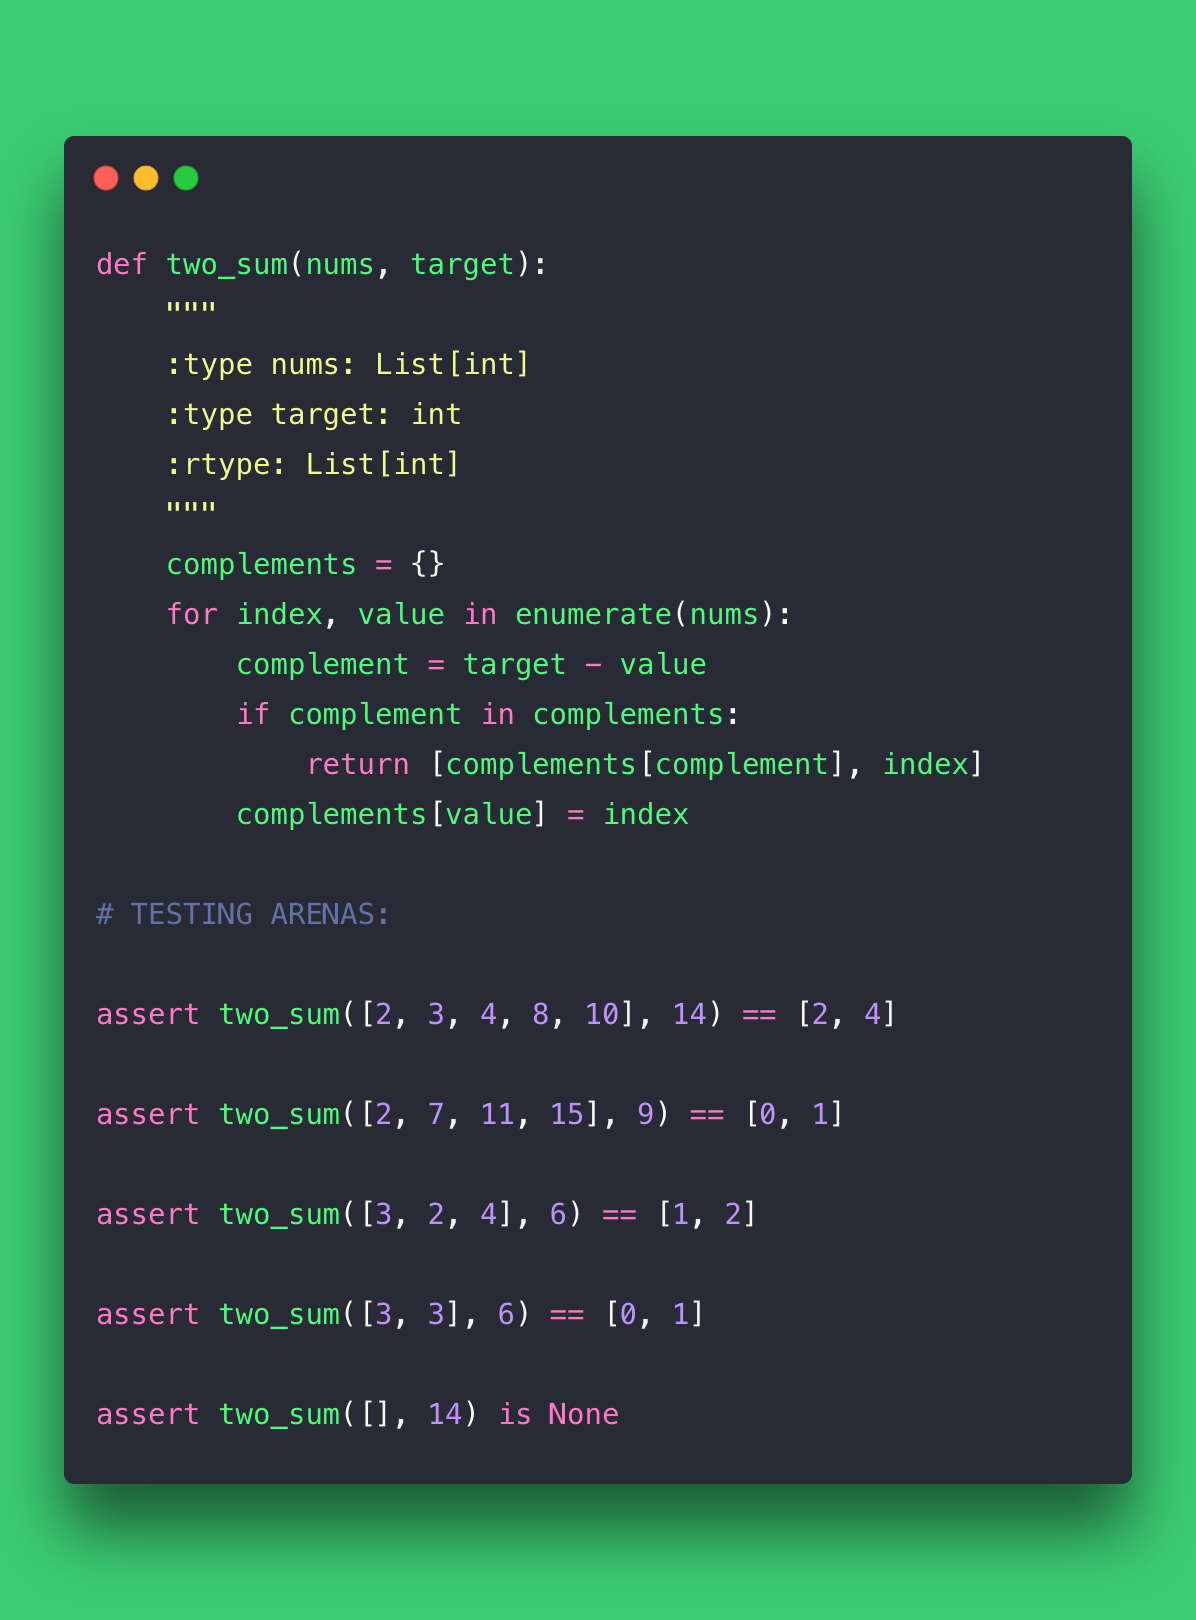 def two_sum(nums, target):
    """
    :type nums: List[int]
    :type target: int
    :rtype: List[int]
    """
    complements = {}
    for index, value in enumerate(nums):
        complement = target - value
        if complement in complements:
            return [complements[complement], index]
        complements[value] = index

# TESTING ARENAS:

assert two_sum([2, 3, 4, 8, 10], 14) == [2, 4]

assert two_sum([2, 7, 11, 15], 9) == [0, 1]

assert two_sum([3, 2, 4], 6) == [1, 2]

assert two_sum([3, 3], 6) == [0, 1]

assert two_sum([], 14) is None